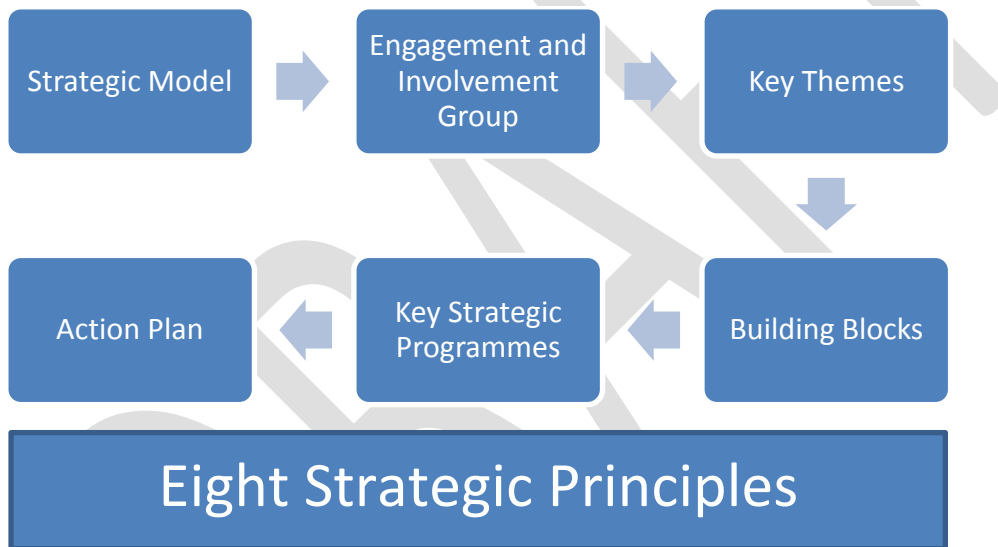 Strategic Model
Engagement and
Involvement
Group
Key Themes
Action Plan
Key Strategic
Programmes
Building Blocks
Eight Strategic Principles